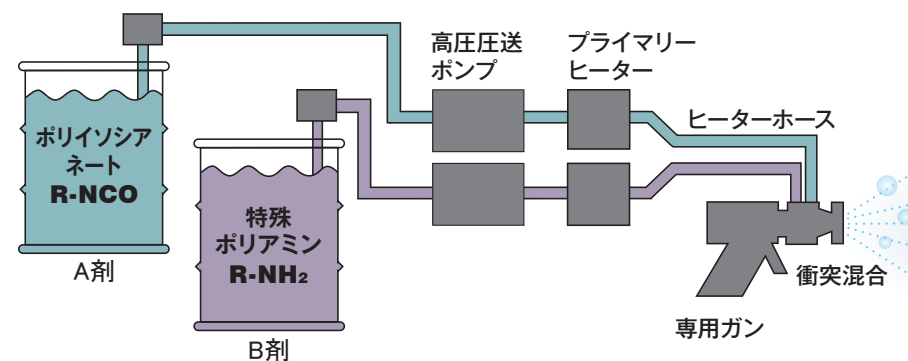 ポリイソシア
ネート
R-NCO
A剤
特殊
ポリアミン
R-NH₂
B剤
高圧圧送
ポンプ
プライマリー
ヒーター
ヒーターホース
衝突混合
専用ガン